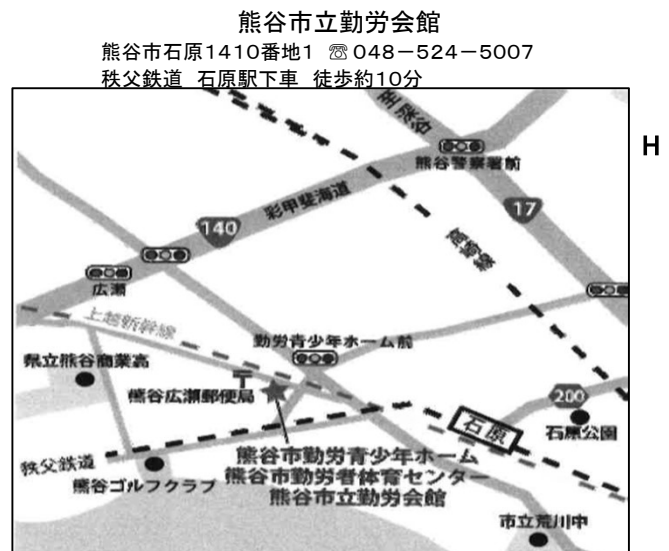 熊谷市立勤労会館
熊谷市石原1410番地1 ☏048－524－5007
秩父鉄道 石原駅下車 徒歩約10分
H
至深谷
熊谷警察署前
17
彩甲斐海道
140
高崎線
広瀬
上越新幹線
勤労青少年ホーム前
県立熊谷商業高
熊谷広瀬郵便局
200
石原
石原公園
秩父鉄道
熊谷ゴルフクラブ
熊谷市勤労青少年ホーム
熊谷市勤労者体育センター
熊谷市立勤労会館
市立荒川中